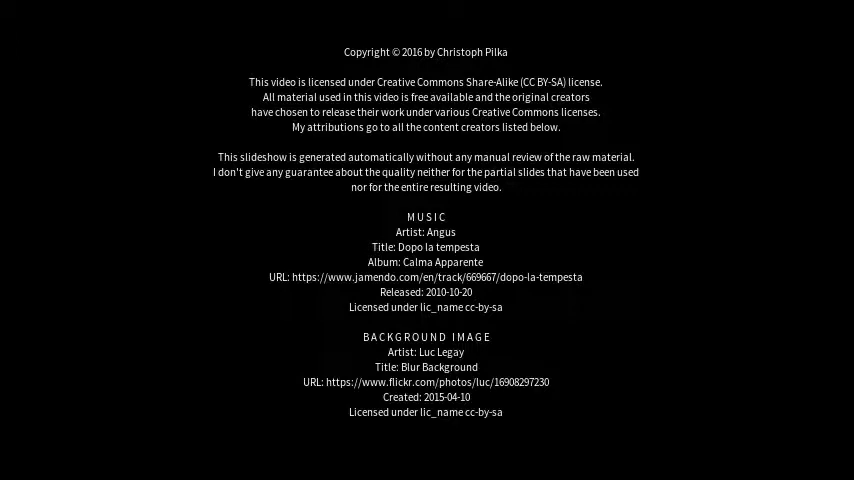 Copyright © 2016 by Christoph Pilka
This video is licensed under Creative Commons Share-Alike (CC BY-SA) license.
All material used in this video is free available and the original creators
have chosen to release their work under various Creative Commons licenses.
My attributions go to all the content creators listed below.
This slideshow is generated automatically without any manual review of the raw material.
I don't give any guarantee about the quality neither for the partial slides that have been used
nor for the entire resulting video.
MUSIC
Artist: Angus
Title: Dopo la tempesta
Album: Calma Apparente
URL: https://www.jamendo.com/en/track/669667/dopo-la-tempesta
Released: 2010-10-20
Licensed under lic_name cc-by-sa
BACKGROUND IMAGE
Artist: Luc Legay
Title: Blur Background
URL: https://www.flickr.com/photos/luc/16908297230
Created: 2015-04-10
Licensed under lic_name cc-by-sa